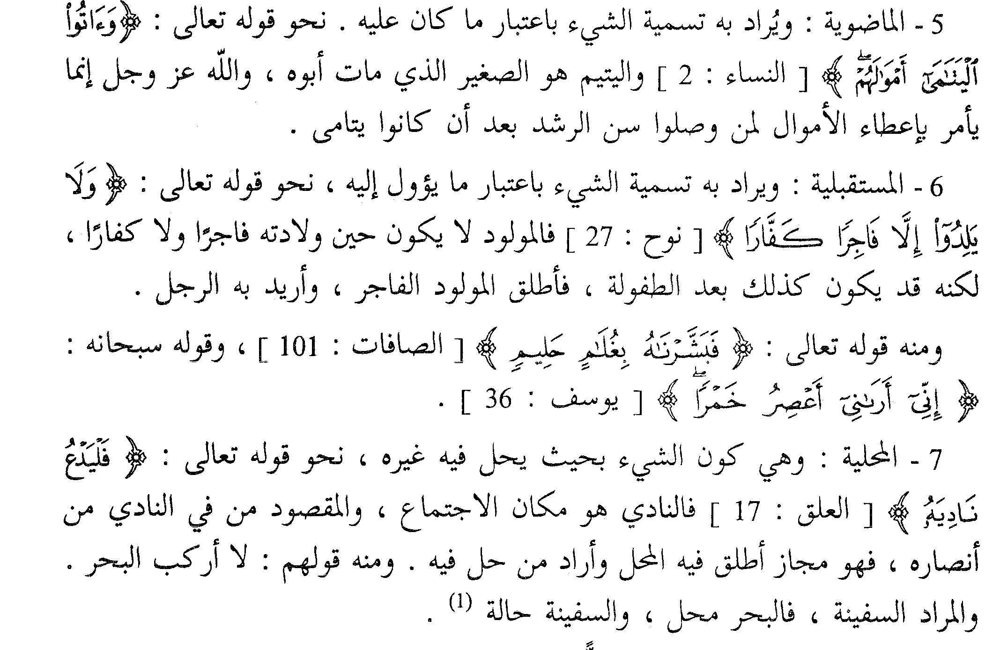 5 - الماضوية : ويُراد به تسمية الشيء باعتبار ما كان عليه . نحو قوله تعالى : ﴿وَءَاتُوا۟
ٱلْيَتَـٰمَىٰٓ أَمْوَٰلَهُمْ ۖ ﴾ [ النساء : 2 ] واليتيم هو الصغير الذي مات أبوه ، واللّه عز وجل إنما
يأمر بإعطاء الأموال لمن وصلوا سن الرشد بعد أن كانوا يتامى .
6 - المستقبلية : ويراد به تسمية الشيء باعتبار ما يؤول إليه ، نحو قوله تعالى : ﴿ وَلَا
يَلِدُوٓا۟ إِلَّا فَاجِرًا كَفَّارًا ﴾ [ نوح : 27 ] فالمولود لا يكون حين ولادته فاجرًا ولا كفارًا ،
لكنه قد يكون كذلك بعد الطفولة ، فأطلق المولود الفاجر ، وأريد به الرجل .
ومنه قوله تعالى : ﴿ فَبَشَّرْنَـٰهُ بِغُلَـٰمٍ حَلِيمٍ ﴾ [ الصافات : 101 ] ، وقوله سبحانه :
﴿ إِنِّىٓ أَرَىٰنِىٓ أَعْصِرُ خَمْرًا ۖ ﴾ [ يوسف : 36 ] .
7 - المحلية : وهي كون الشيء بحيث يحل فيه غيره ، نحو قوله تعالى : ﴿ فَلْيَدْعُ
نَادِيَهُۥ ﴾ [ العلق : 17 ] فالنادي هو مكان الاجتماع ، والمقصود من في النادي من
أنصاره ، فهو مجاز أطلق فيه المحل وأراد من حل فيه . ومنه قولهم : لا أركب البحر .
والمراد السفينة ، فالبحر محل ، والسفينة حالة (1) .